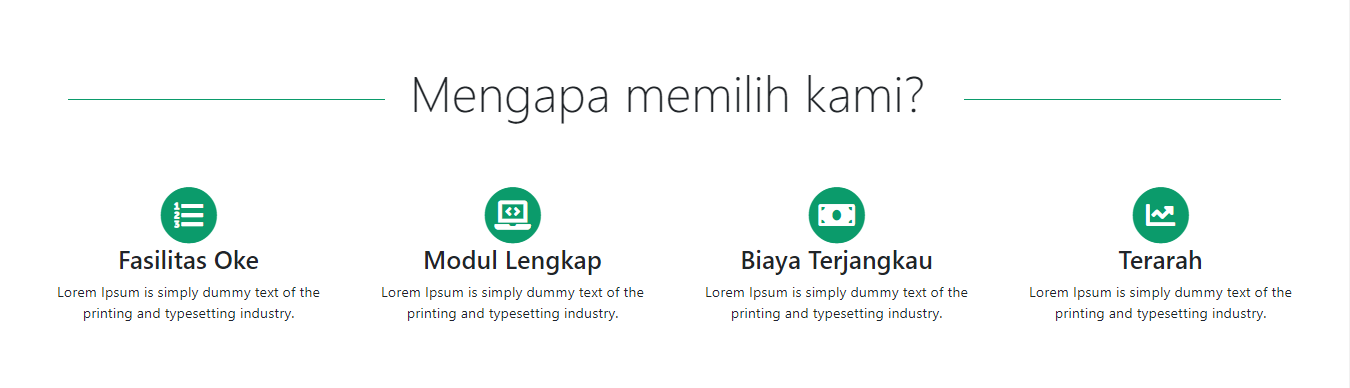 Mengapa memilih kami?
Fasilitas Oke
Lorem Ipsum is simply dummy text of the
printing and typesetting industry.
Modul Lengkap
Lorem Ipsum is simply dummy text of the
printing and typesetting industry.
Biaya Terjangkau
Lorem Ipsum is simply dummy text of the
printing and typesetting industry.
Terarah
Lorem Ipsum is simply dummy text of the
printing and typesetting industry.